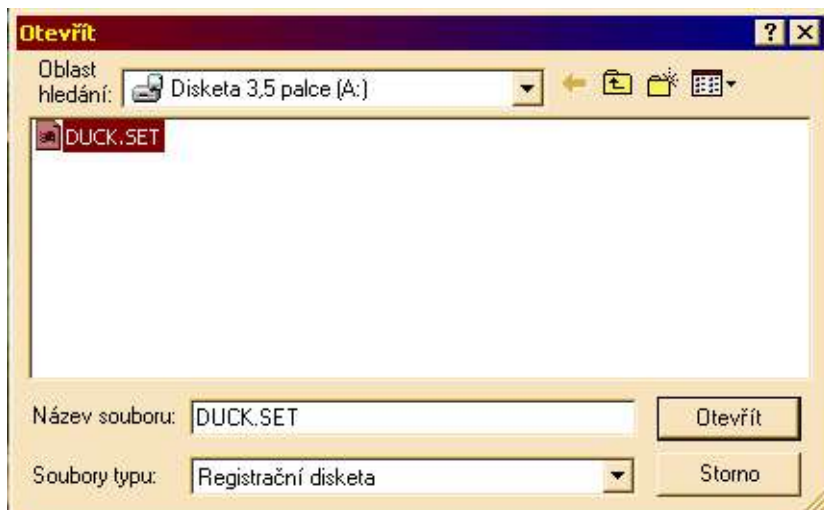 Otevřít
Oblast
hledání:
Disketa 3,5 palce (A:)
DUCK.SET
Název souboru:
DUCK.SET
Otevřít
Soubory typu:
Registrační disketa
Storno